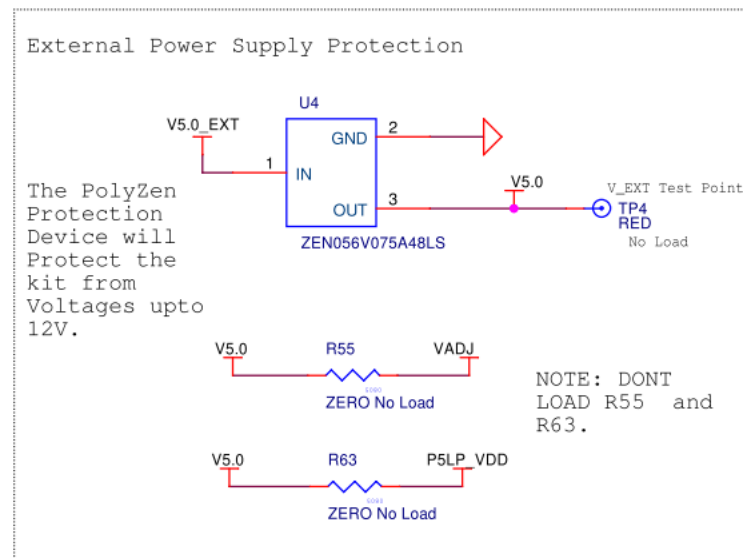 External Power Supply Protection
U4
V5.0_EXT
GND
2
1
IN
V5.0
V_EXT Test Point
The PolyZen
Protection
Device will
Protect the
kit from
Voltages upto
12V.
OUT
3
TP4
RED
No Load
ZEN056V075A48LS
V5.0
R55
VADJ
ZERO No Load
NOTE: DONT
LOAD R55 and
R63.
V5.0
R63
P5LP_VDD
ZERO No Load